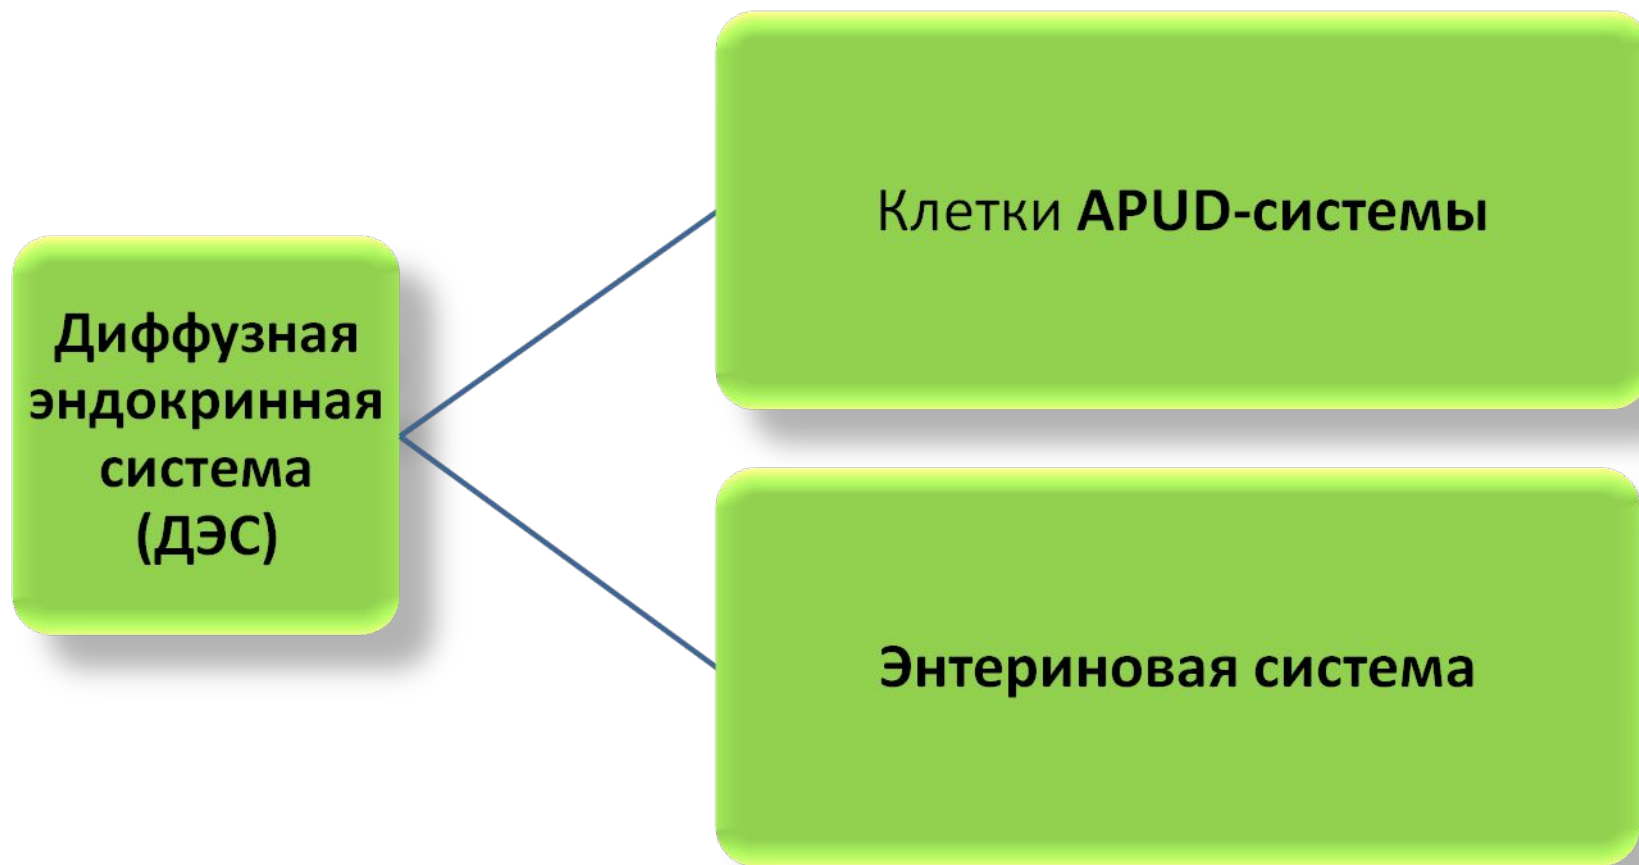 Диффузная
эндокринная
система
(ДЭС)
Клетки APUD-системы
Энтериновая система